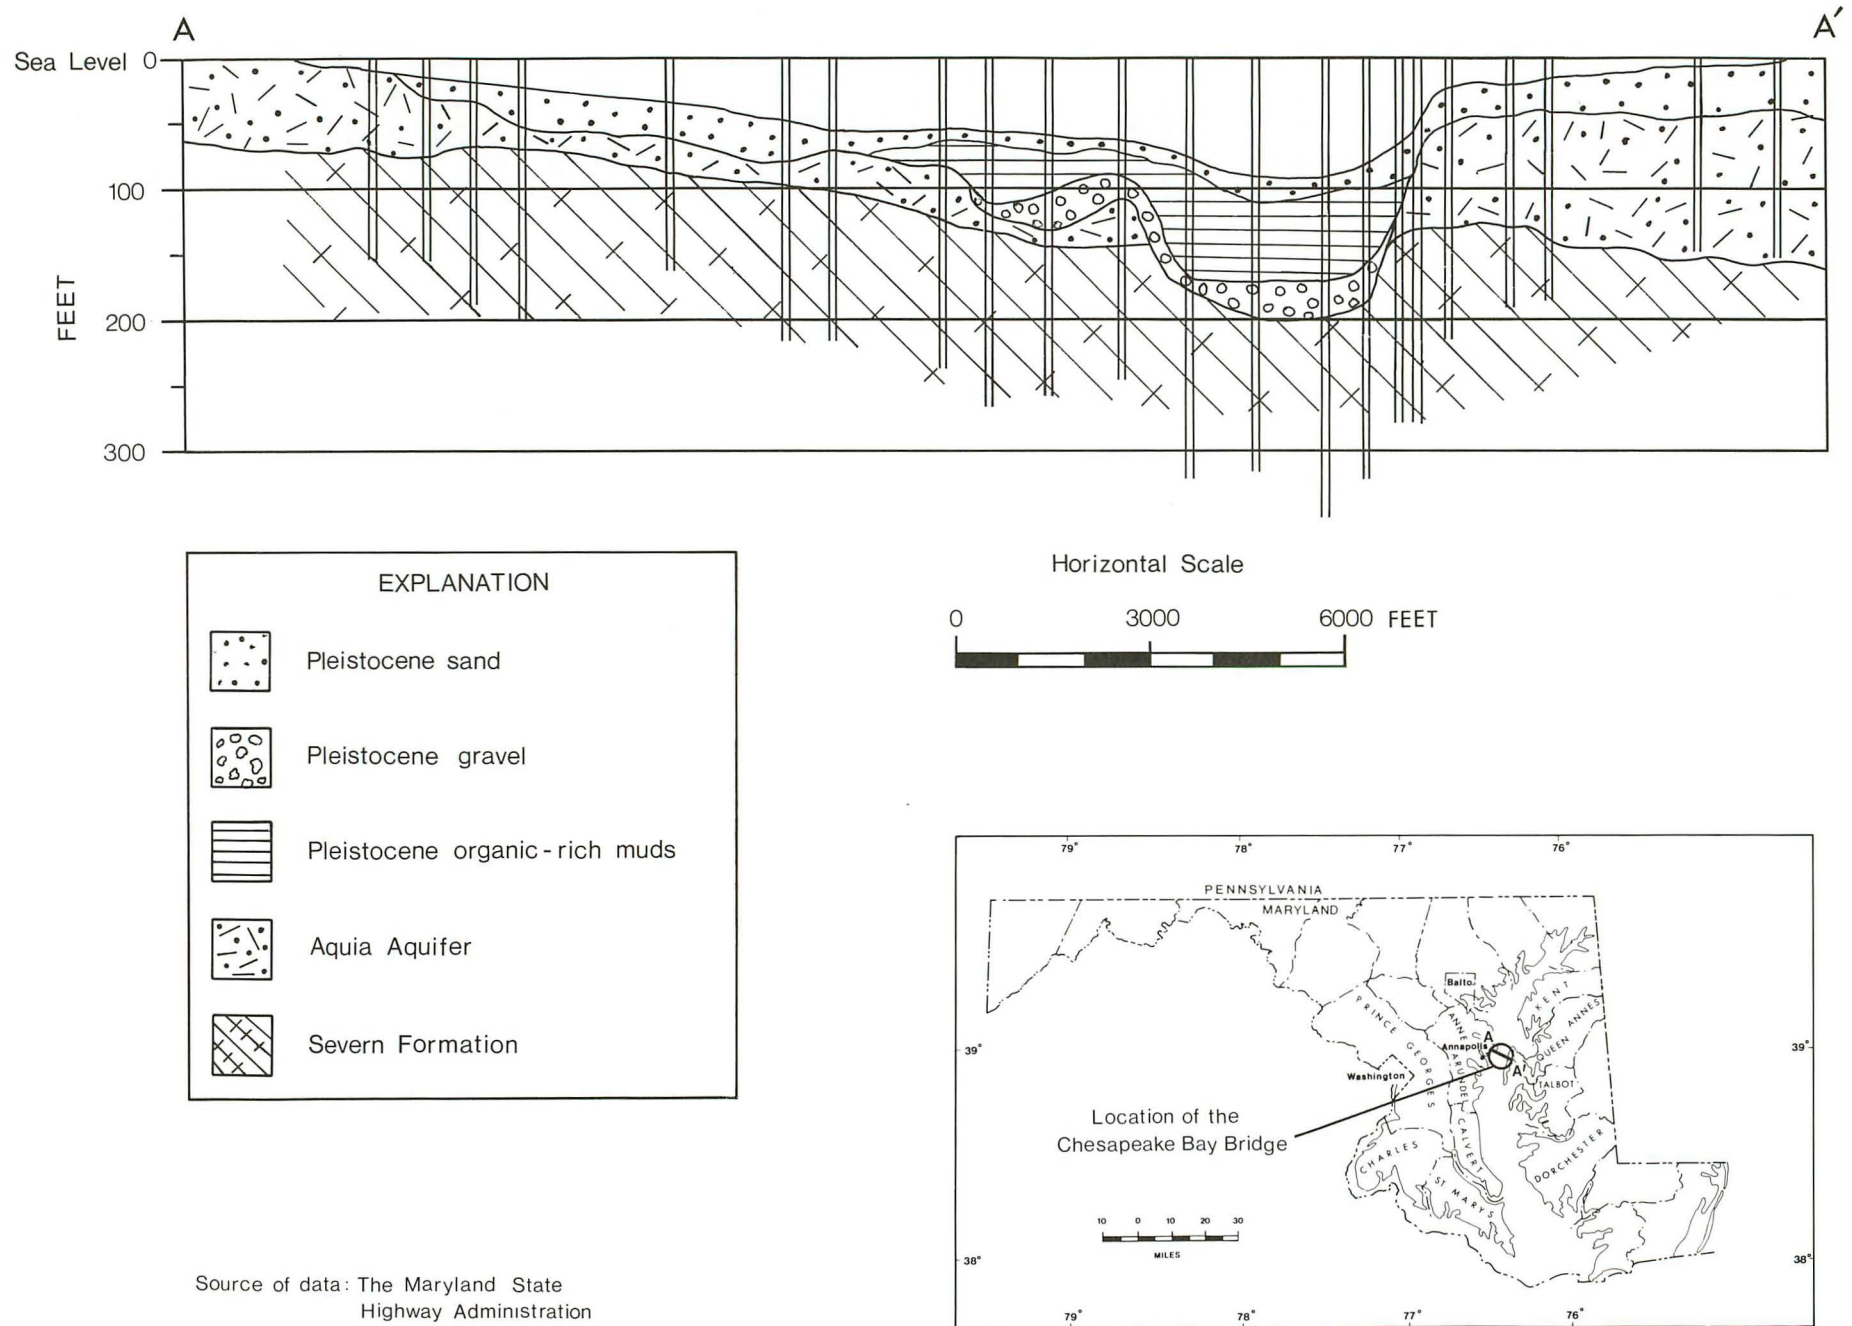 A A′
Sea Level 0
100
200
300
FEET
EXPLANATION
Pleistocene sand
Pleistocene gravel
Pleistocene organic-rich muds
Aquia Aquifer
Severn Formation
Horizontal Scale
0 3000 6000 FEET
79° 78° 77° 76°
PENNSYLVANIA
MARYLAND
Balto.
KENT
QUEEN ANNES
PRINCE GEORGES
ANNE ARUNDEL
Annapolis
A
A'
39° 39°
Washington
TALBOT
CALVERT
CHARLES
ST MARYS
DORCHESTER
Location of the
Chesapeake Bay Bridge
10 0 10 20 30
MILES
38° 38°
79° 78° 77° 76°
Source of data: The Maryland State
Highway Administration